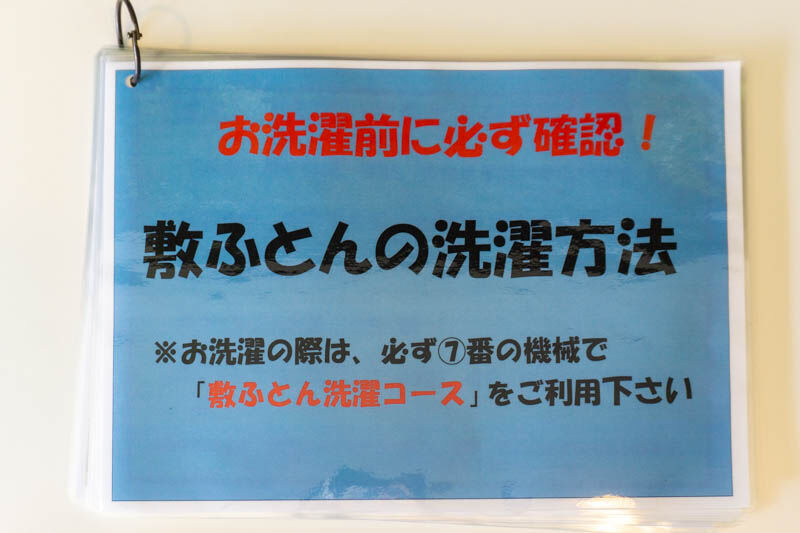 お洗濯前に必ず確認！
敷ふとんの洗濯方法
※お洗濯の際は、必ず⑦番の機械で
「敷ふとん洗濯コース」をご利用下さい